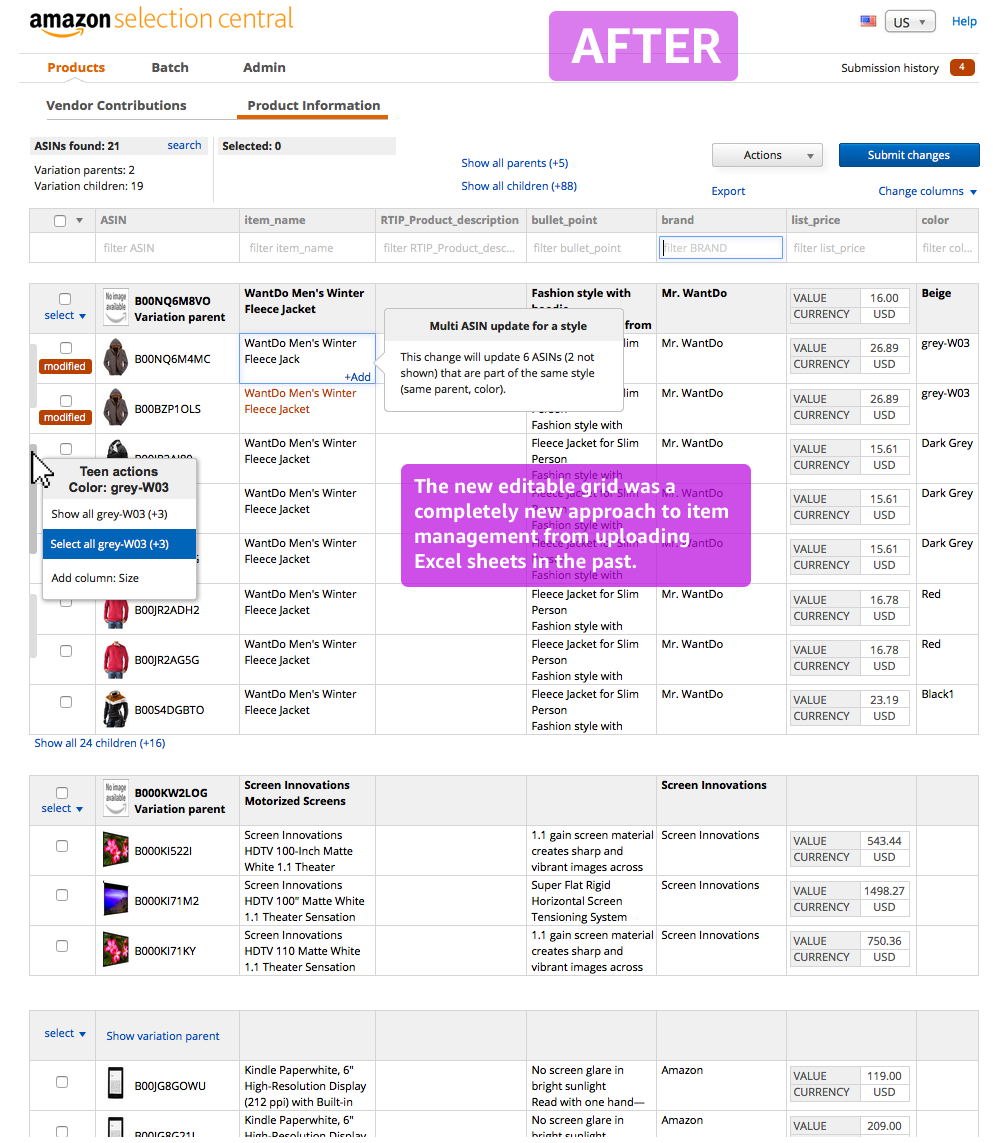 amazon selection central
AFTER
US
Help
Products
Batch
Admin
Submission history
4
Vendor Contributions
Product Information
ASINs found: 21
search
Selected: 0
Variation parents: 2
Variation children: 19
Show all parents (+5)
Show all children (+88)
Actions
Submit changes
Export
Change columns
ASIN item_name RTIP_Product_description bullet_point brand list_price color
filter ASIN filter item_name filter RTIP_Product_desc... filter bullet_point filter BRAND filter list_price filter col...
select
No image
available
B00NQ6M8VO
Variation parent
WantDo Men's Winter
Fleece Jacket
Fashion style with
from
Mr. WantDo
VALUE 16.00
CURRENCY USD
Beige
modified
B00NQ6M4MC
WantDo Men's Winter
Fleece Jack
+Add
Multi ASIN update for a style
This change will update 6 ASINs (2 not
shown) that are part of the same style
(same parent, color).
Mr. WantDo
VALUE 26.89
CURRENCY USD
grey-W03
modified
B00BZP1OLS
WantDo Men's Winter
Fleece Jacket
Fashion style with
Mr. WantDo
VALUE 26.89
CURRENCY USD
grey-W03
WantDo Men's Winter
Fleece Jacket
Fleece Jacket for Slim
Person
Fashion style with
Mr. WantDo
VALUE 15.61
CURRENCY USD
Dark Grey
Teen actions
Color: grey-W03
Show all grey-W03 (+3)
Select all grey-W03 (+3)
Add column: Size
The new editable grid was a
completely new approach to item
management from uploading
Excel sheets in the past.
WantDo Men's Winter
Fleece Jacket
Mr. WantDo
VALUE 15.61
CURRENCY USD
Dark Grey
WantDo Men's Winter
Fleece Jacket
Mr. WantDo
VALUE 15.61
CURRENCY USD
Dark Grey
B00JR2ADH2
WantDo Men's Winter
Fleece Jacket
Fleece Jacket for Slim
Person
Fashion style with
Mr. WantDo
VALUE 16.78
CURRENCY USD
Red
B00JR2AG5G
WantDo Men's Winter
Fleece Jacket
Fleece Jacket for Slim
Person
Fashion style with
Mr. WantDo
VALUE 16.78
CURRENCY USD
Red
B00S4DGBTO
WantDo Men's Winter
Fleece Jacket
Fleece Jacket for Slim
Person
Fashion style with
Mr. WantDo
VALUE 23.19
CURRENCY USD
Black1
Show all 24 children (+16)
select
No image
available
B000KW2LOG
Variation parent
Screen Innovations
Motorized Screens
Screen Innovations
B000KI522I
Screen Innovations
HDTV 100-Inch Matte
White 1.1 Theater
1.1 gain screen material
creates sharp and
vibrant images across
Screen Innovations
VALUE 543.44
CURRENCY USD
B000KI71M2
Screen Innovations
HDTV 100" Matte White
1.1 Theater Sensation
Super Flat Rigid
Horizontal Screen
Tensioning System
Screen Innovations
VALUE 1498.27
CURRENCY USD
B000KI71KY
Screen Innovations
HDTV 110 Matte White
1.1 Theater Sensation
1.1 gain screen material
creates sharp and
vibrant images across
Screen Innovations
VALUE 750.36
CURRENCY USD
select
Show variation parent
B00JG8GOWU
Kindle Paperwhite, 6"
High-Resolution Display
(212 ppi) with Built-in
No screen glare in
bright sunlight
Read with one hand—
Amazon
VALUE 119.00
CURRENCY USD
B00JG8G21L
Kindle Paperwhite, 6"
High-Resolution Display
No screen glare in
bright sunlight
Amazon
VALUE 209.00